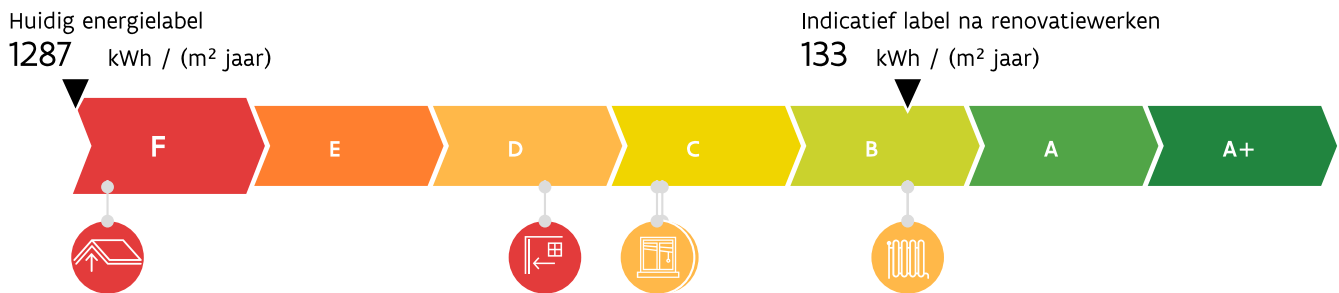 Huidig energielabel
1287 kWh / (m² jaar)
Indicatief label na renovatiewerken
133 kWh / (m² jaar)
F E D C B A A+